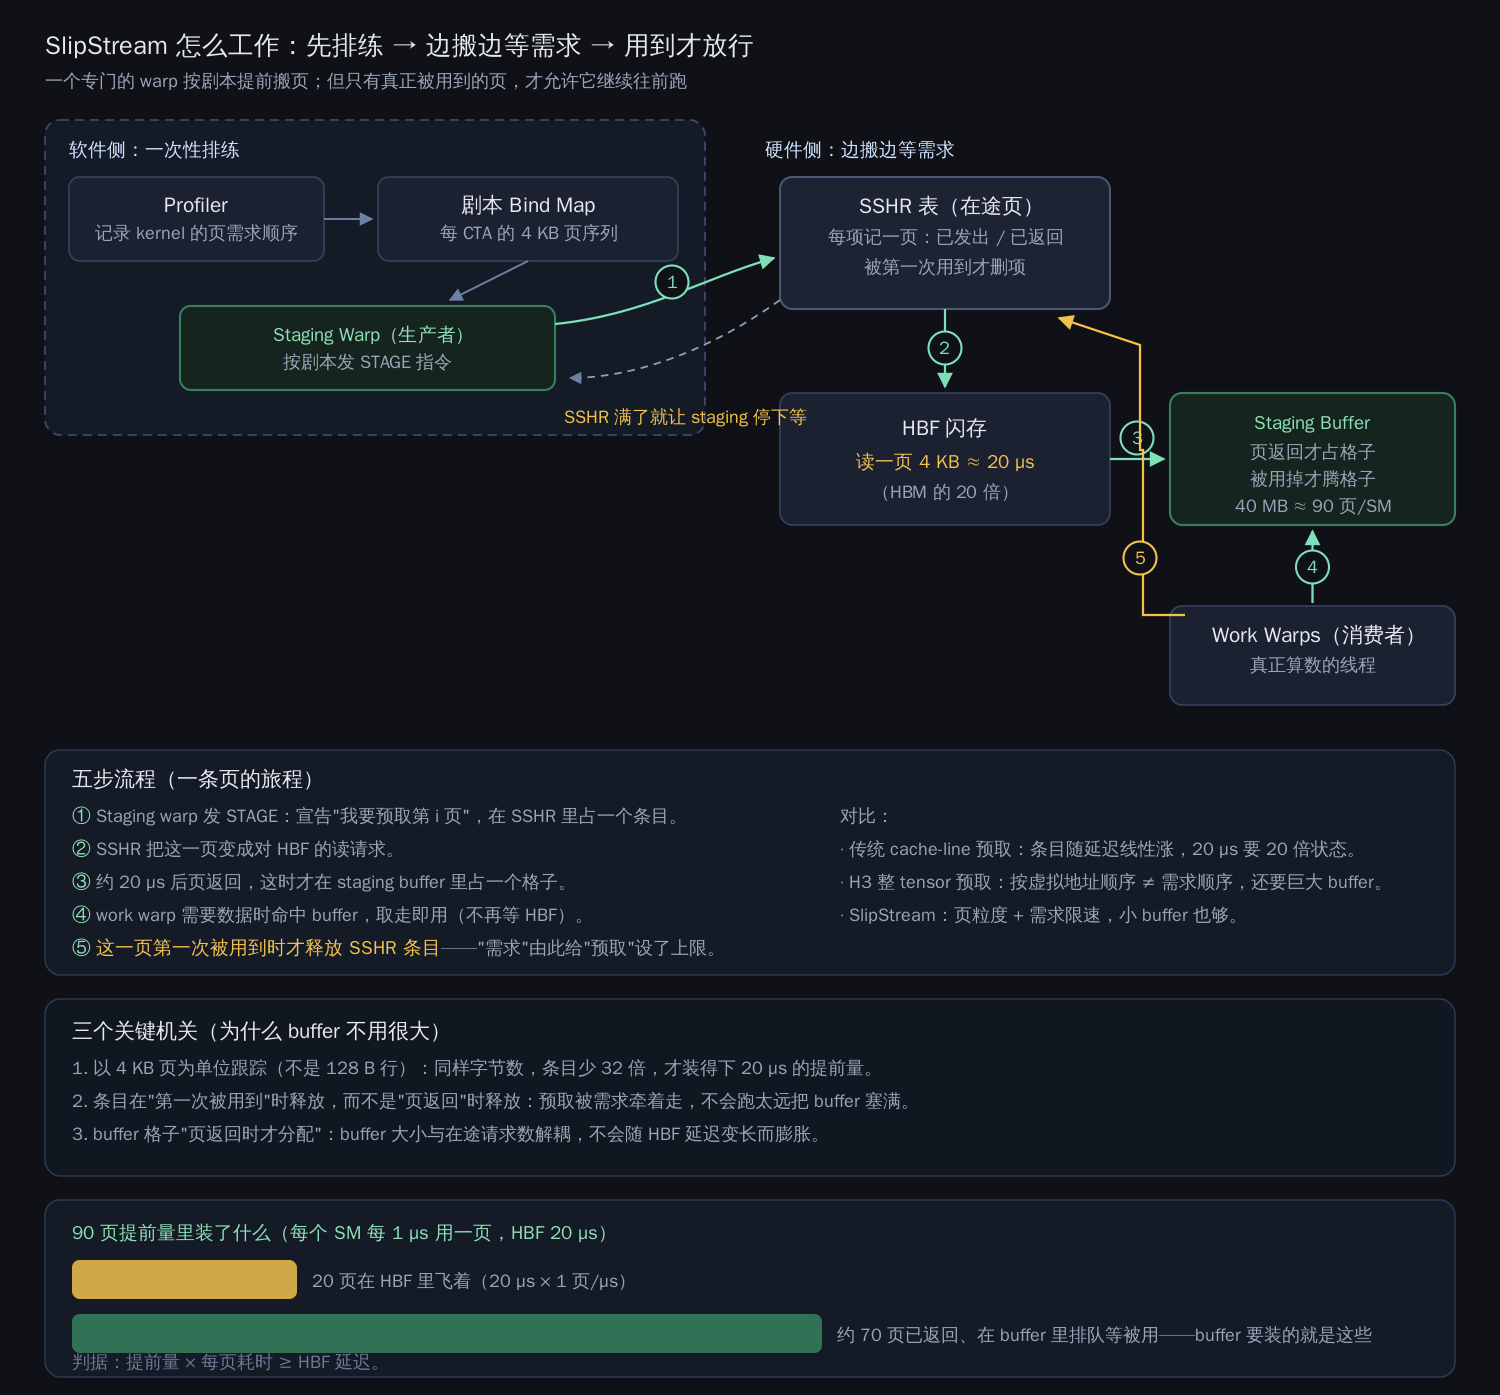 SlipStream 怎么工作：先排练 → 边搬边等需求 → 用到才放行
一个专门的 warp 按剧本提前搬页；但只有真正被用到的页，才允许它继续往前跑
软件侧：一次性排练
Profiler
记录 kernel 的页需求顺序
剧本 Bind Map
每 CTA 的 4 KB 页序列
Staging Warp（生产者）
按剧本发 STAGE 指令
1
SSHR 满了就让 staging 停下等
硬件侧：边搬边等需求
SSHR 表（在途页）
每项记一页：已发出 / 已返回
被第一次用到才删项
2
HBF 闪存
读一页 4 KB ≈ 20 µs
（HBM 的 20 倍）
3
Staging Buffer
页返回才占格子
被用掉才腾格子
40 MB ≈ 90 页/SM
5
4
Work Warps（消费者）
真正算数的线程
五步流程（一条页的旅程）
① Staging warp 发 STAGE：宣告"我要预取第 i 页"，在 SSHR 里占一个条目。
② SSHR 把这一页变成对 HBF 的读请求。
③ 约 20 µs 后页返回，这时才在 staging buffer 里占一个格子。
④ work warp 需要数据时命中 buffer，取走即用（不再等 HBF）。
⑤ 这一页第一次被用到时才释放 SSHR 条目——"需求"由此给"预取"设了上限。
对比：
· 传统 cache-line 预取：条目随延迟线性涨，20 µs 要 20 倍状态。
· H3 整 tensor 预取：按虚拟地址顺序 ≠ 需求顺序，还要巨大 buffer。
· SlipStream：页粒度 + 需求限速，小 buffer 也够。
三个关键机关（为什么 buffer 不用很大）
1. 以 4 KB 页为单位跟踪（不是 128 B 行）：同样字节数，条目少 32 倍，才装得下 20 µs 的提前量。
2. 条目在"第一次被用到"时释放，而不是"页返回"时释放：预取被需求牵着走，不会跑太远把 buffer 塞满。
3. buffer 格子"页返回时才分配"：buffer 大小与在途请求数解耦，不会随 HBF 延迟变长而膨胀。
90 页提前量里装了什么（每个 SM 每 1 µs 用一页，HBF 20 µs）
20 页在 HBF 里飞着（20 µs × 1 页/µs）
约 70 页已返回、在 buffer 里排队等被用——buffer 要装的就是这些
判据：提前量 × 每页耗时 ≥ HBF 延迟。